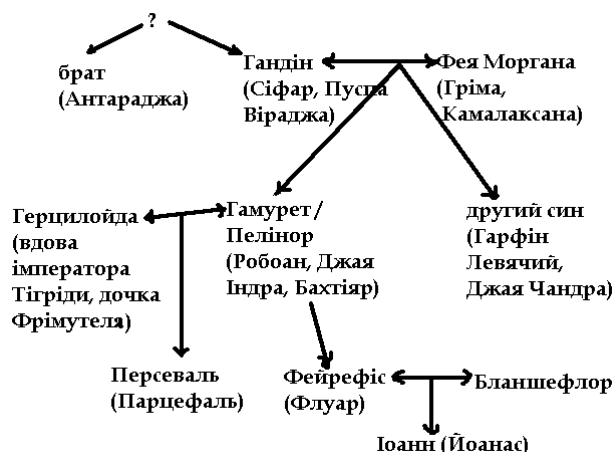 ?
брат
(Антараджа)
Гандін
(Сіфар, Пуспа
Віраджа)
Фея Моргана
(Гріма,
Камалаксана)
Герцилойда
(вдова
імператора
Тігріди, дочка
Фрімутеля)
Гамурет/
Пелінор
(Робоан, Джая
Індра, Бахтіяр)
другий син
(Гарфін
Левячий,
Джая Чандра)
Персеваль
(Парцефаль)
Фейрефіс
(Флуар)
Бланшефлор
Іоанн (Йоанас)